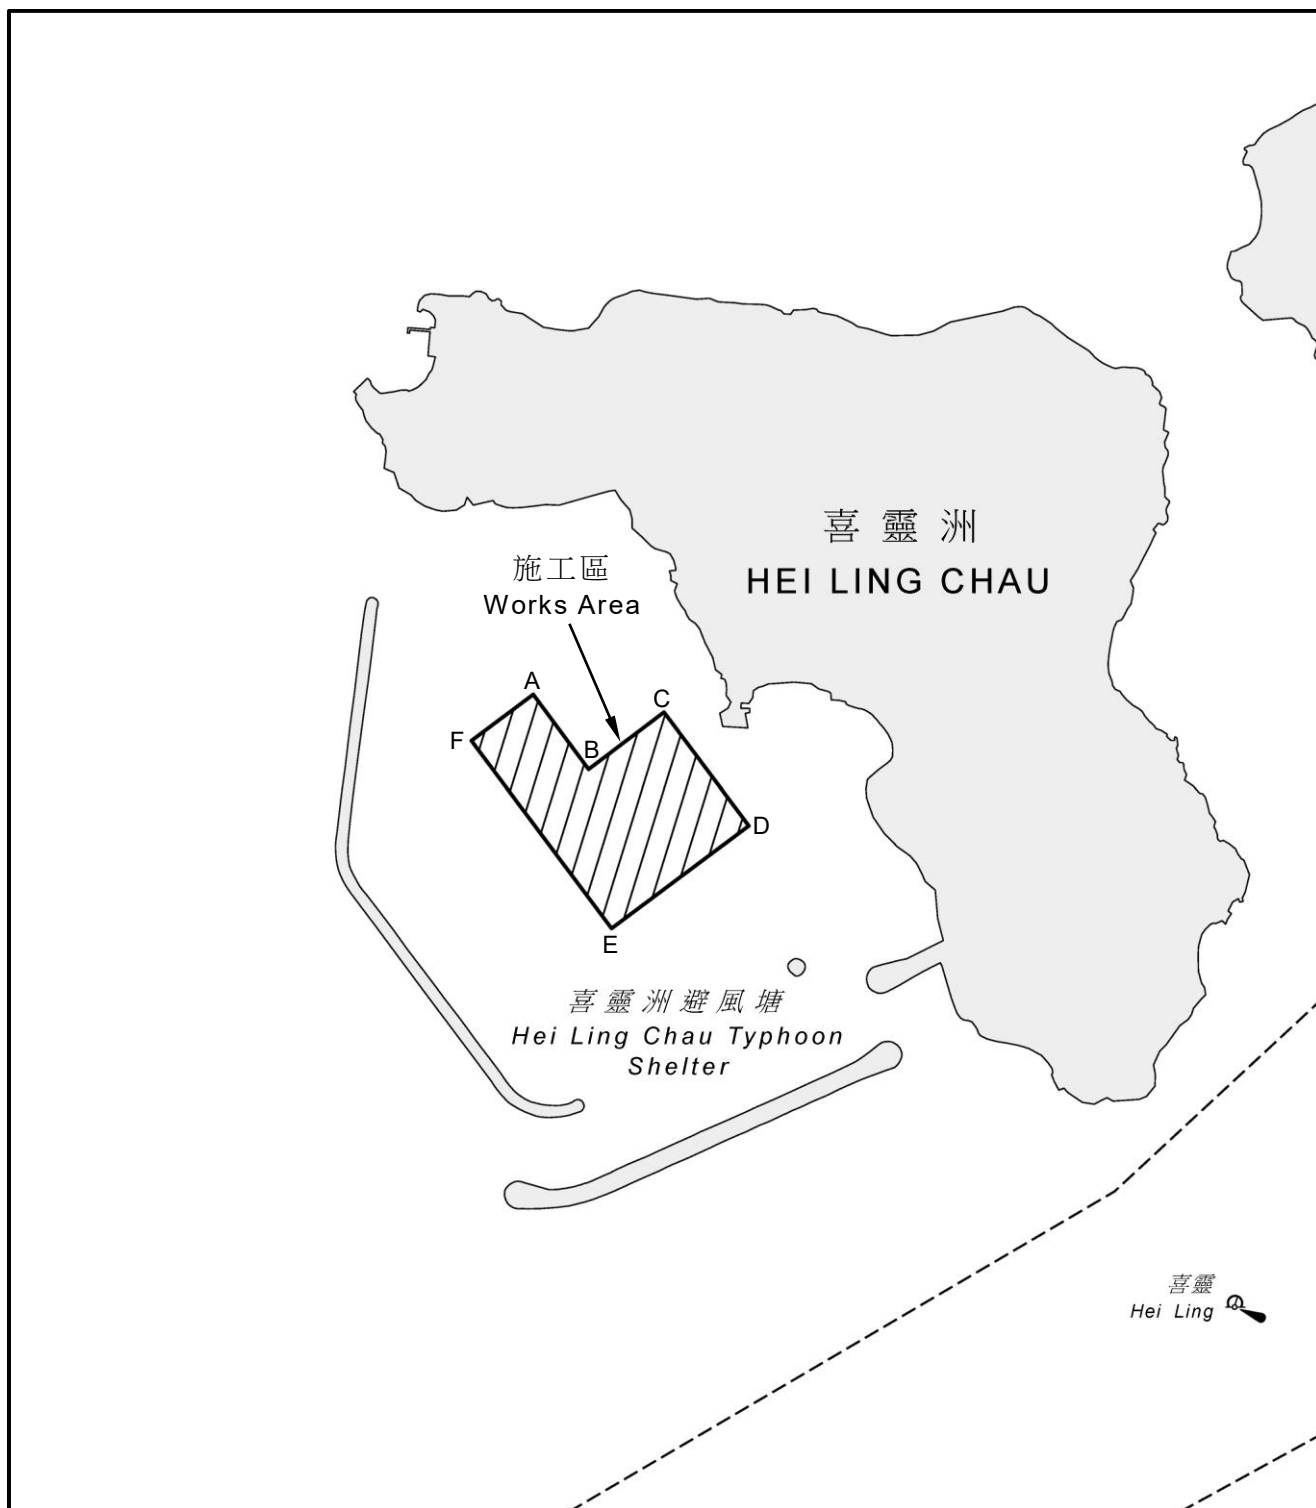 喜靈洲
HEI LING CHAU
施工區
Works Area
A
C
F
B
D
E
喜靈洲避風塘
Hei Ling Chau Typhoon
Shelter
喜靈
Hei Ling